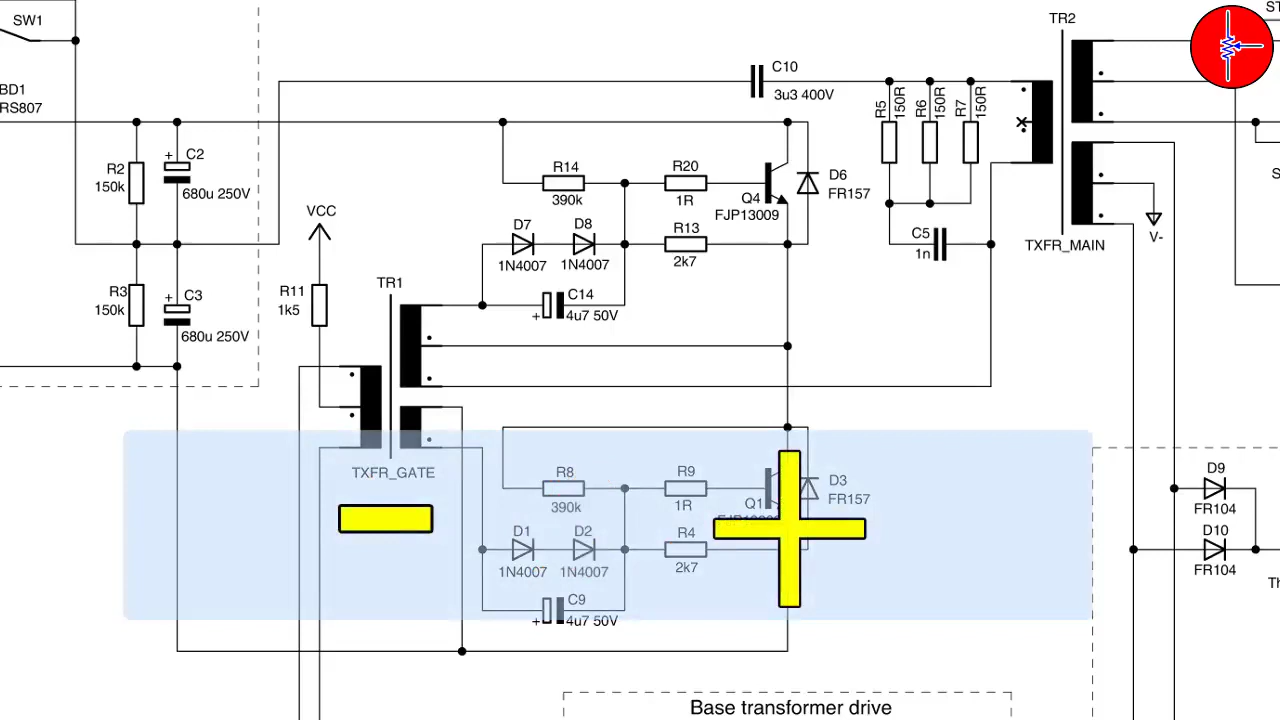 SW1
BD1
RS807
R2
150k
+
C2
680u 250V
R3
150k
+
C3
680u 250V
VCC
R11
1k5
TR1
TXFR_GATE
R14
390k
R20
1R
D7
1N4007
D8
1N4007
R13
2k7
C14
+
4u7 50V
Q4
FJP13009
D6
FR157
C10
3u3 400V
R5
150R
R6
150R
R7
150R
C5
1n
TR2
TXFR_MAIN
V-
ST
S
R8
390k
R9
1R
D1
1N4007
D2
1N4007
R4
2k7
C9
+
4u7 50V
Q1
D3
FR157
D9
FR104
D10
FR104
Th
Base transformer drive